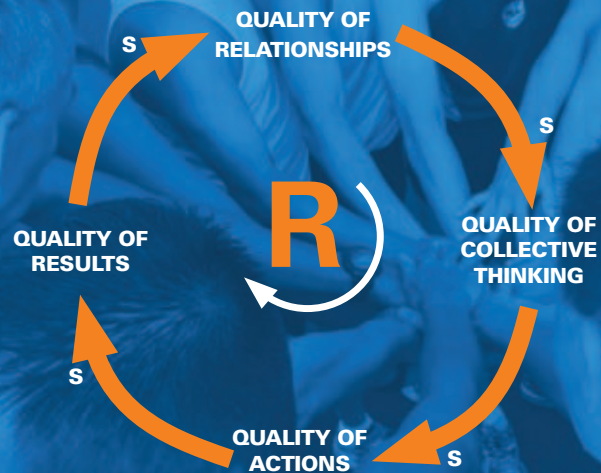 QUALITY OF
RELATIONSHIPS
S
S
R
QUALITY OF
RESULTS
QUALITY OF
COLLECTIVE
THINKING
S
QUALITY OF
ACTIONS
S